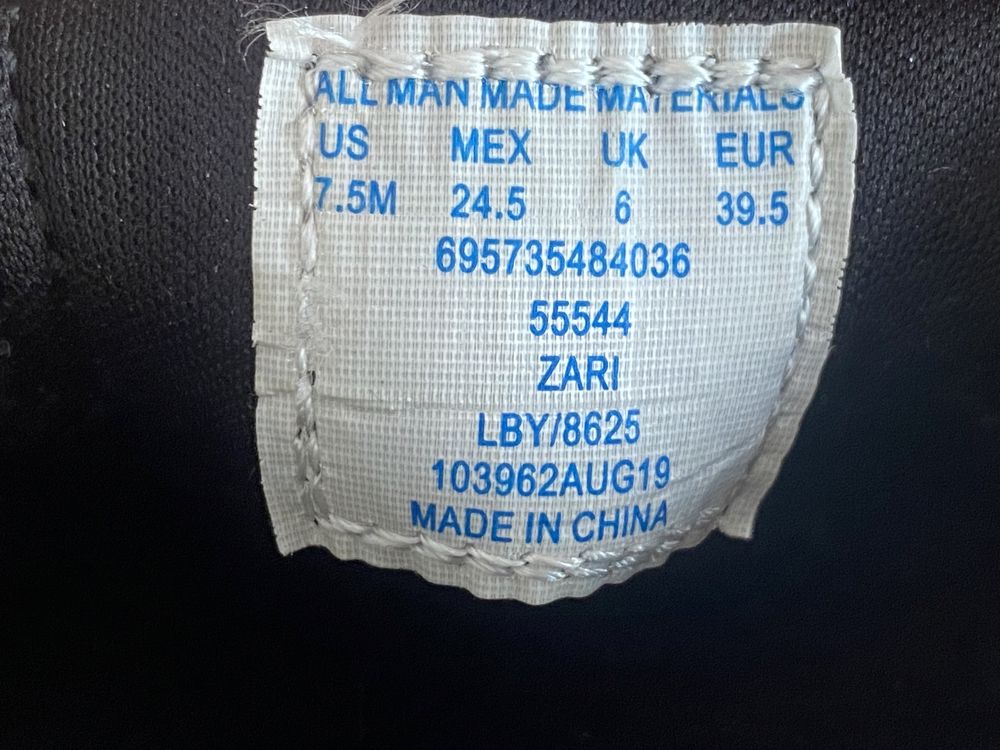 ALL MAN MADE MATERIALS
US MEX UK EUR
7.5M 24.5 6 39.5
695735484036
55544
ZARI
LBY/8625
103962AUG19
MADE IN CHINA